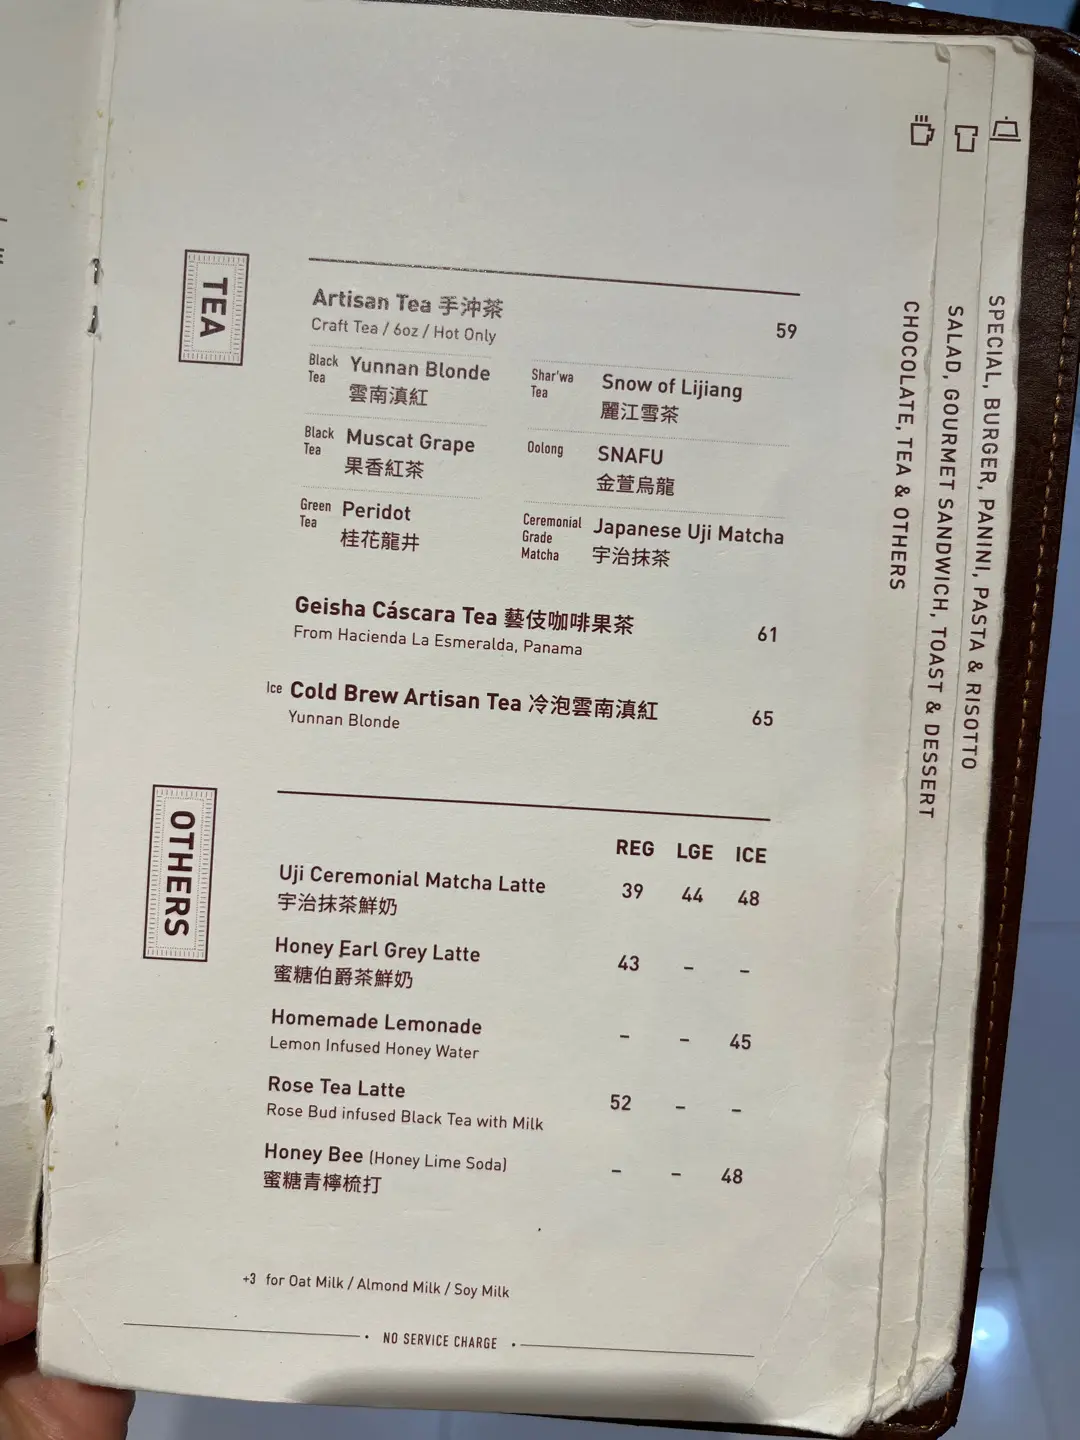 TEA
Artisan Tea 手沖茶
Craft Tea / 6oz / Hot Only
59
Black Tea
Yunnan Blonde
雲南滇紅
Shar'wa Tea
Snow of Lijiang
麗江雪茶
Black Tea
Muscat Grape
果香紅茶
Oolong
SNAFU
金萱烏龍
Green Tea
Peridot
桂花龍井
Ceremonial Grade Matcha
Japanese Uji Matcha
宇治抹茶
Geisha Cáscara Tea 藝伎咖啡果茶
From Hacienda La Esmeralda, Panama
61
Ice Cold Brew Artisan Tea 冷泡雲南滇紅
Yunnan Blonde
65
OTHERS
REG LGE ICE
Uji Ceremonial Matcha Latte 39 44 48
宇治抹茶鮮奶
Honey Earl Grey Latte 43 – –
蜜糖伯爵茶鮮奶
Homemade Lemonade – – 45
Lemon Infused Honey Water
Rose Tea Latte 52 – –
Rose Bud infused Black Tea with Milk
Honey Bee (Honey Lime Soda) – – 48
蜜糖青檸梳打
+3 for Oat Milk / Almond Milk / Soy Milk
• NO SERVICE CHARGE •
CHOCOLATE, TEA & OTHERS
SALAD, GOURMET SANDWICH, TOAST & DESSERT
SPECIAL, BURGER, PANINI, PASTA & RISOTTO